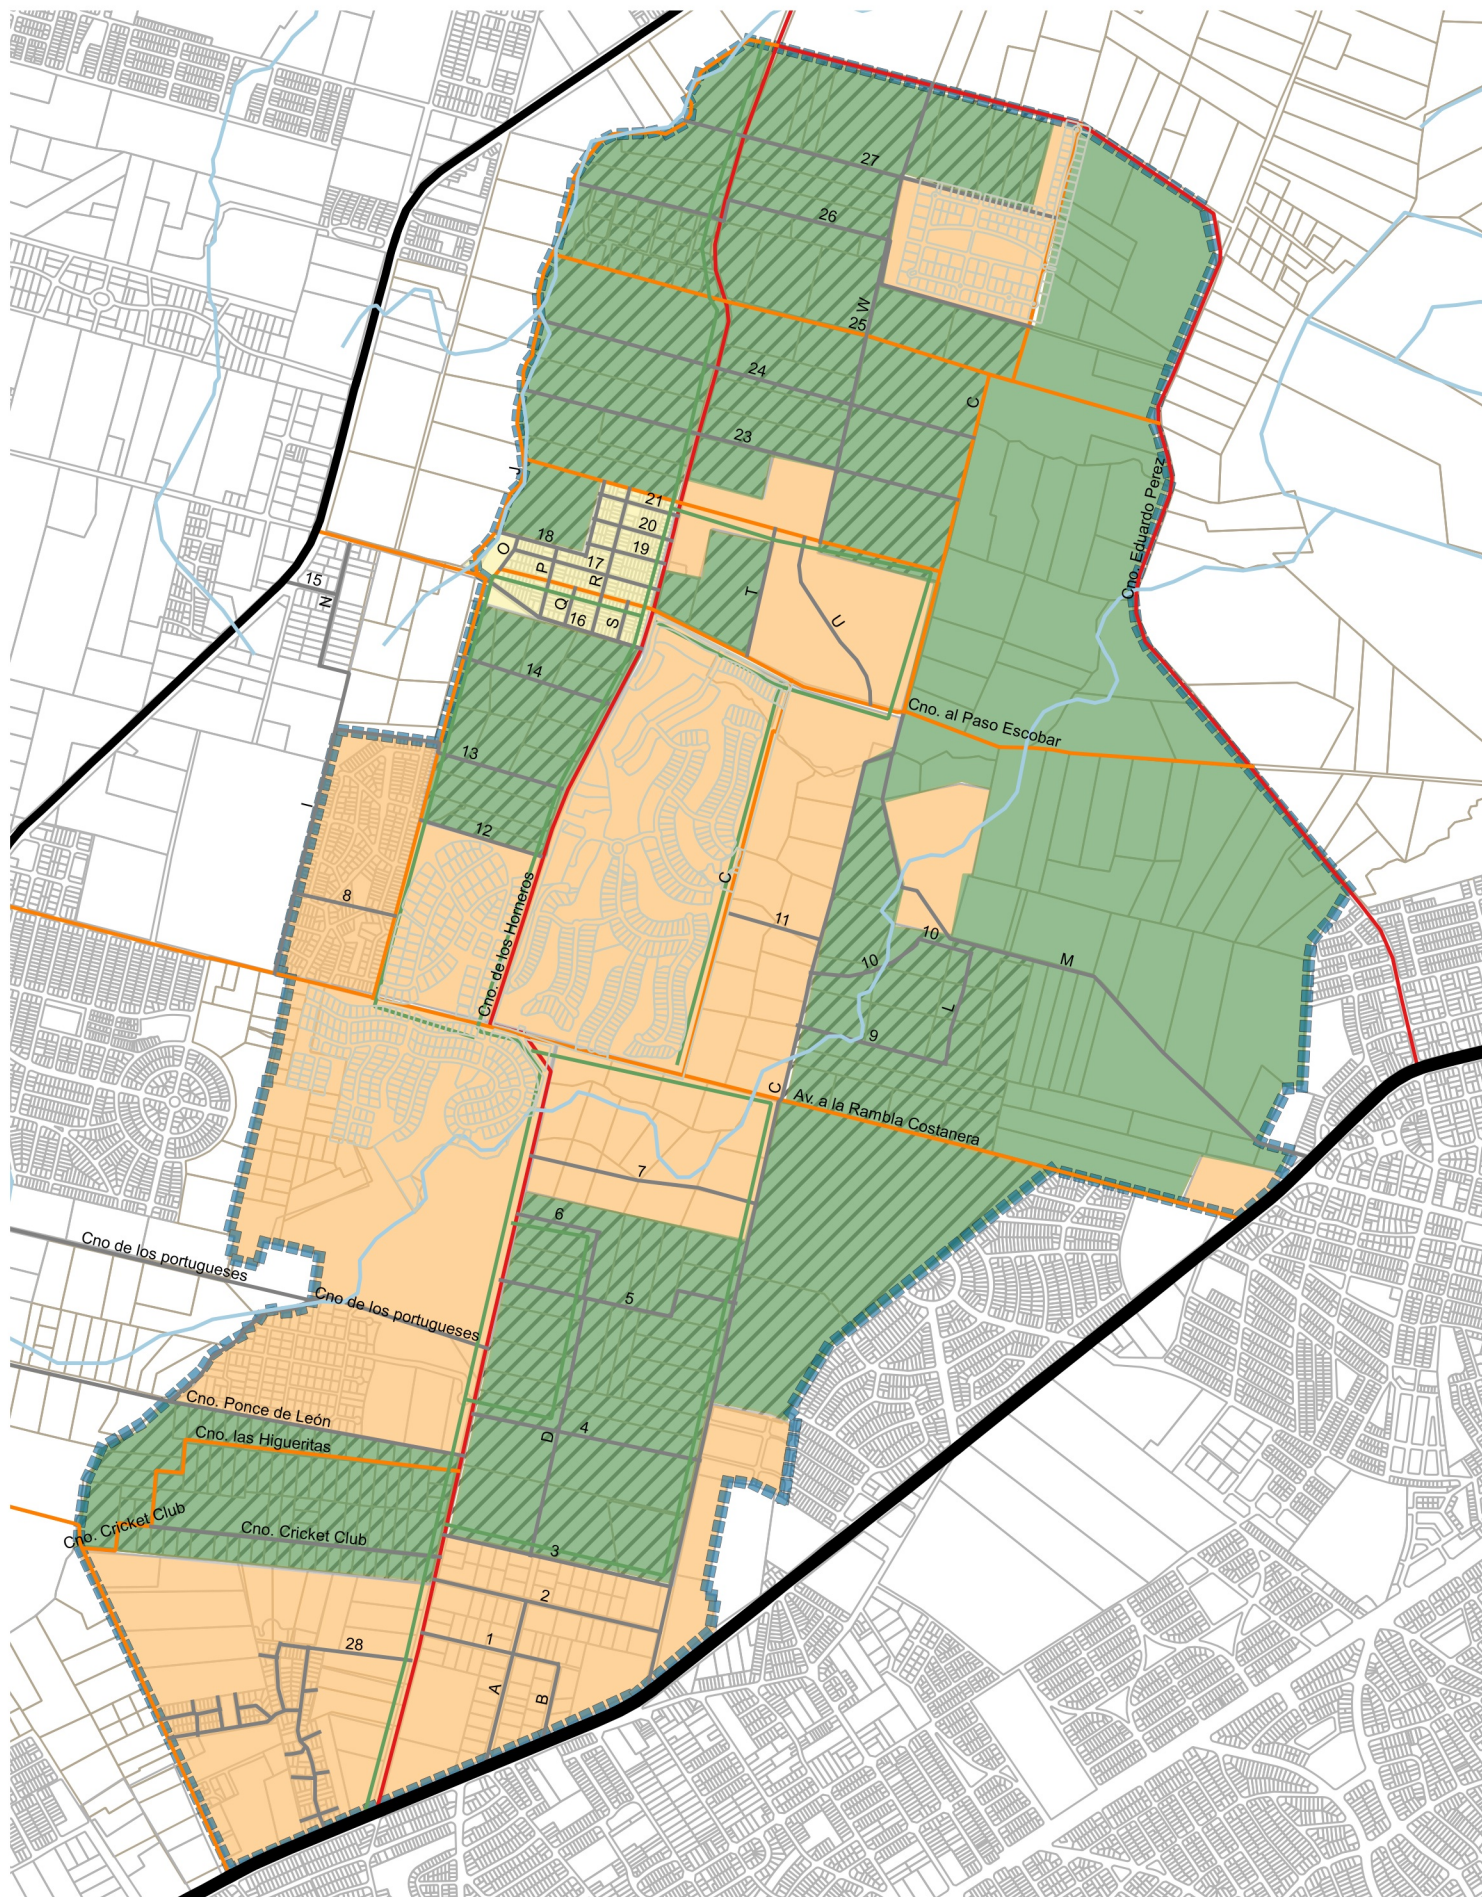 27
26
W
25
24
C
23
J
Cno. Eduardo Perez
21
20
18
19
O
P
17
R
15
N
T
Q
16
S
U
14
Cno. al Paso Escobar
13
I
12
C
8
Cno. de los Horneros
11
10
10
M
L
9
C
Av. a la Rambla Costanera
7
6
Cno de los portugueses
5
Cno de los portugueses
Cno. Ponce de León
4
D
Cno. las Higueritas
Cno. Cricket Club
Cno. Cricket Club
3
2
1
28
A
B